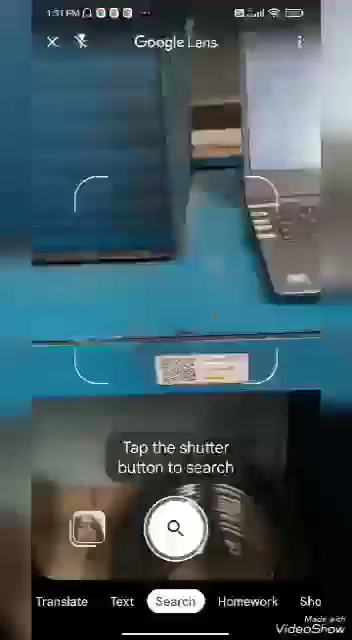 1:51 PM
Google Lens
Tap the shutter
button to search
Translate Text Search Homework Sho
Made with
VideoShow